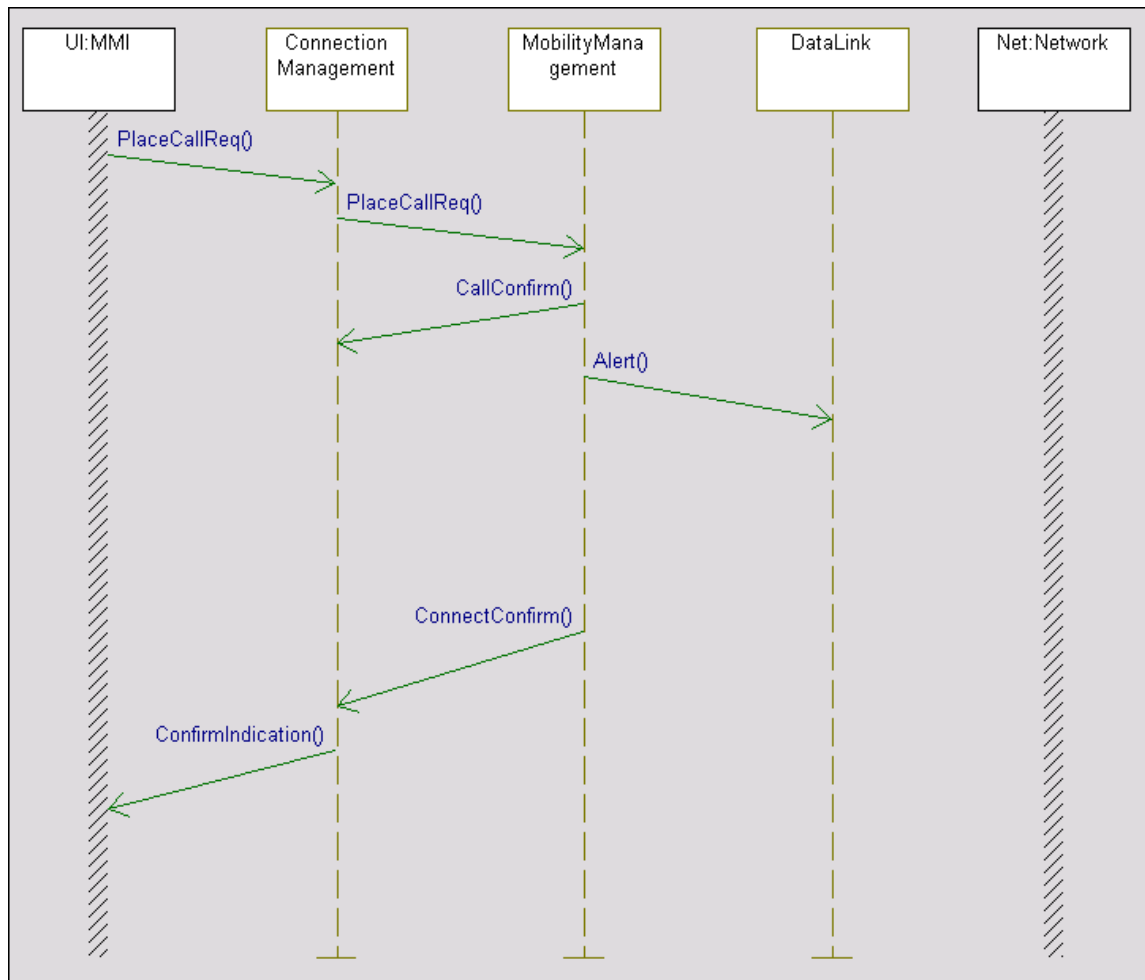 UI:MMI
Connection
Management
MobilityMana
gement
DataLink
Net:Network
PlaceCallReq()
PlaceCallReq()
CallConfirm()
Alert()
ConnectConfirm()
ConfirmIndication()